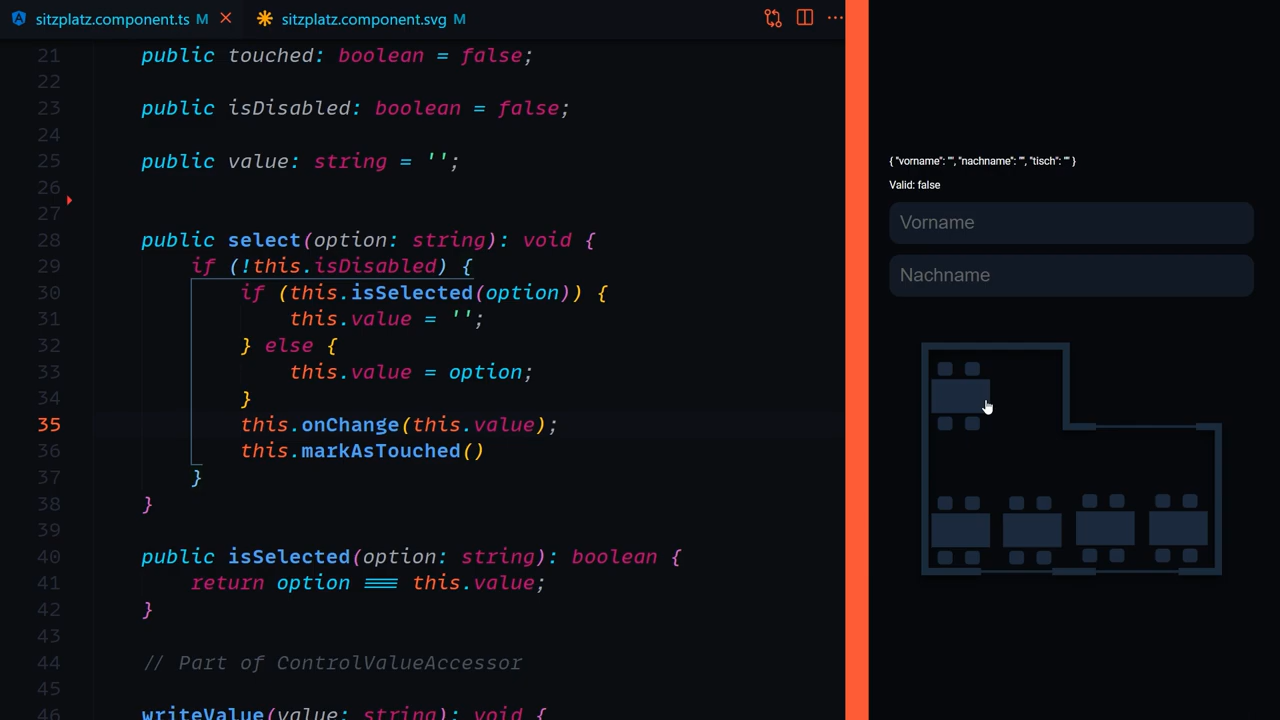 sitzplatz.component.ts M
sitzplatz.component.svg M
21 public touched: boolean = false;
22
23 public isDisabled: boolean = false;
24
25 public value: string = '';
26
27
28 public select(option: string): void {
29 if (!this.isDisabled) {
30 if (this.isSelected(option)) {
31 this.value = '';
32 } else {
33 this.value = option;
34 }
35 this.onChange(this.value);
36 this.markAsTouched()
37 }
38 }
39
40 public isSelected(option: string): boolean {
41 return option === this.value;
42 }
43
44 // Part of ControlValueAccessor
45
46 writeValue(value: string): void {
{ "vorname": "", "nachname": "", "tisch": "" }
Valid: false
Vorname
Nachname